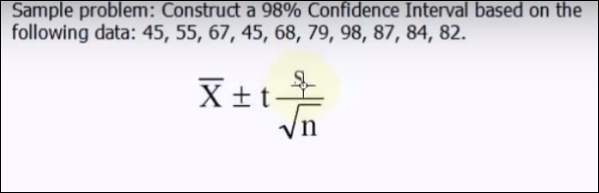 Sample problem: Construct a 98% Confidence Interval based on the
following data: 45, 55, 67, 45, 68, 79, 98, 87, 84, 82.
X̅ ± t s/√n